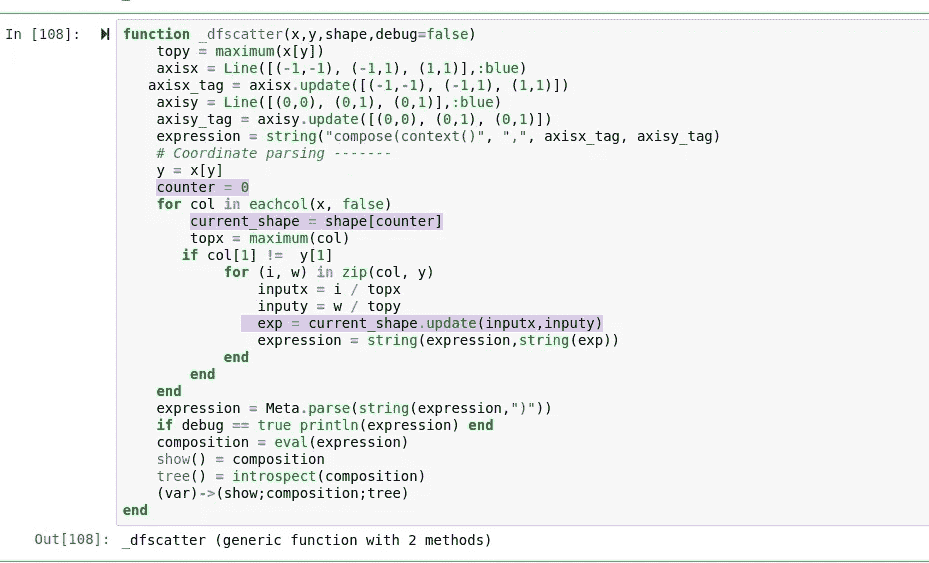 In [108]:
function _dfscatter(x,y,shape,debug=false)
    topy = maximum(x[y])
    axisx = Line([(-1,-1), (-1,1), (1,1)],:blue)
   axisx_tag = axisx.update([(-1,-1), (-1,1), (1,1)])
    axisy = Line([(0,0), (0,1), (0,1)],:blue)
    axisy_tag = axisy.update([(0,0), (0,1), (0,1)])
    expression = string("compose(context()", ",", axisx_tag, axisy_tag)
    # Coordinate parsing -------
    y = x[y]
    counter = 0
    for col in eachcol(x, false)
        current_shape = shape[counter]
        topx = maximum(col)
       if col[1] !=  y[1]
            for (i, w) in zip(col, y)
                inputx = i / topx
                inputy = w / topy
                exp = current_shape.update(inputx,inputy)
                expression = string(expression,string(exp))
            end
        end
    end
    expression = Meta.parse(string(expression,")"))
    if debug == true println(expression) end
    composition = eval(expression)
    show() = composition
    tree() = introspect(composition)
    (var)->(show;composition;tree)
end
Out[108]: _dfscatter (generic function with 2 methods)